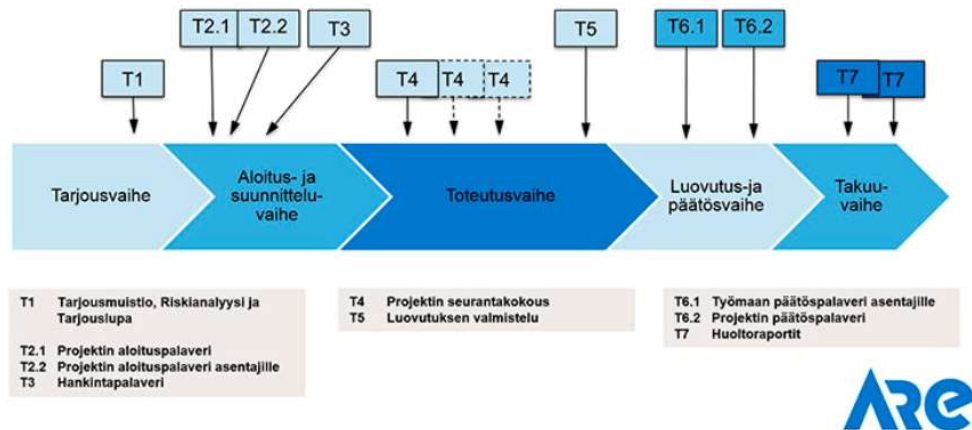 T2.1 T2.2 T3 T5 T6.1 T6.2
T1 T4 T4 T4 T7 T7
Tarjousvaihe
Aloitus- ja
suunnittelu-
vaihe
Toteutusvaihe
Luovutus-ja
päätösvaihe
Takuu-
vaihe
T1 Tarjousmuistio, Riskianalyysi ja
Tarjouslupa
T2.1 Projektin aloituspalaveri
T2.2 Projektin aloituspalaveri asentajille
T3 Hankintapalaveri
T4 Projektin seurantakokous
T5 Luovutuksen valmistelu
T6.1 Työmaan päätöspalaveri asentajille
T6.2 Projektin päätöspalaveri
T7 Huoltoraportit
ARe